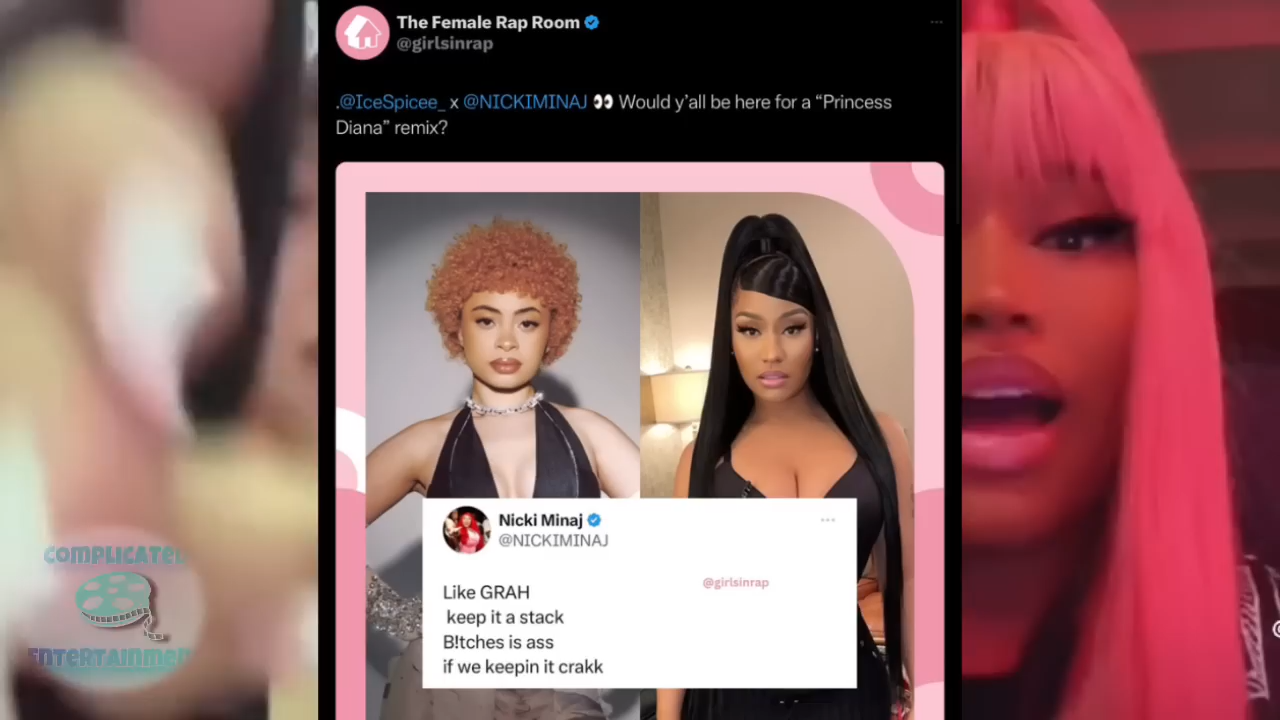 The Female Rap Room
@girlsinrap
.@IceSpicee_ x @NICKIMINAJ 👀 Would y’all be here for a “Princess
Diana” remix?
Nicki Minaj
@NICKIMINAJ
@girlsinrap
Like GRAH
keep it a stack
B!tches is ass
if we keepin it crakk
COMPLICATED
ENTERTAINMENT